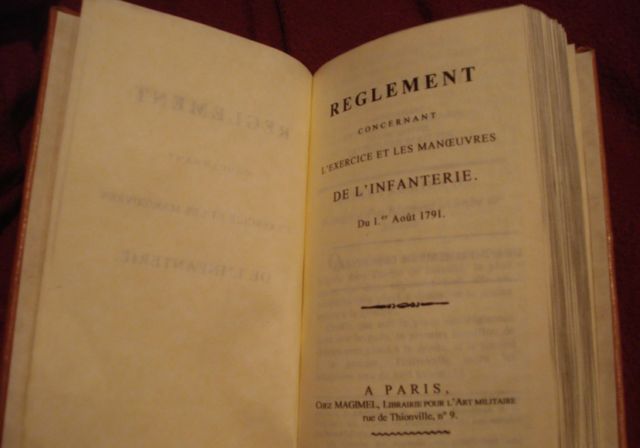 REGLEMENT
CONCERNANT
L'EXERCICE ET LES MANŒUVRES
DE L'INFANTERIE.
Du 1.er Août 1791.
A PARIS,
CHEZ MAGIMEL, LIBRAIRIE POUR L'ART MILITAIRE
rue de Thionville, n° 9.